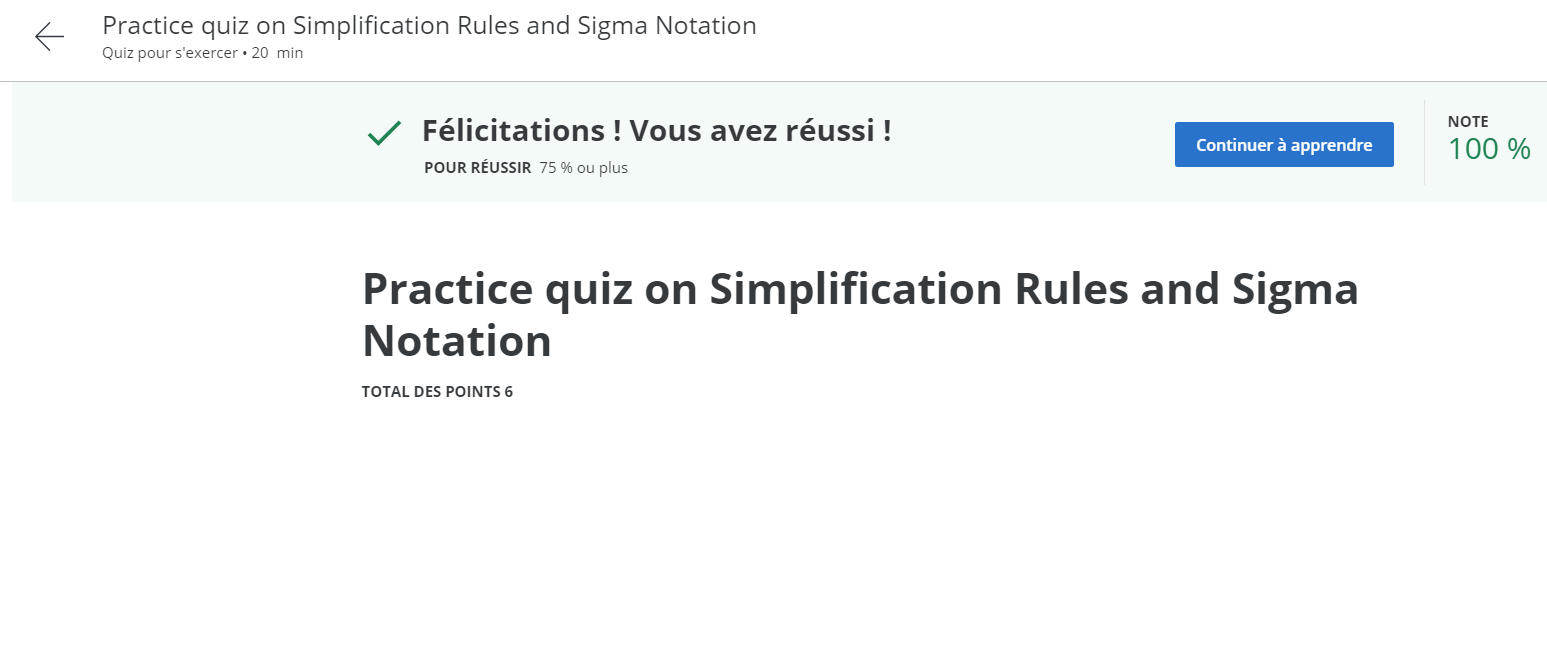 Practice quiz on Simplification Rules and Sigma Notation
Quiz pour s'exercer • 20 min
Félicitations ! Vous avez réussi !
POUR RÉUSSIR 75 % ou plus
Continuer à apprendre
NOTE
100 %
Practice quiz on Simplification Rules and Sigma
Notation
TOTAL DES POINTS 6